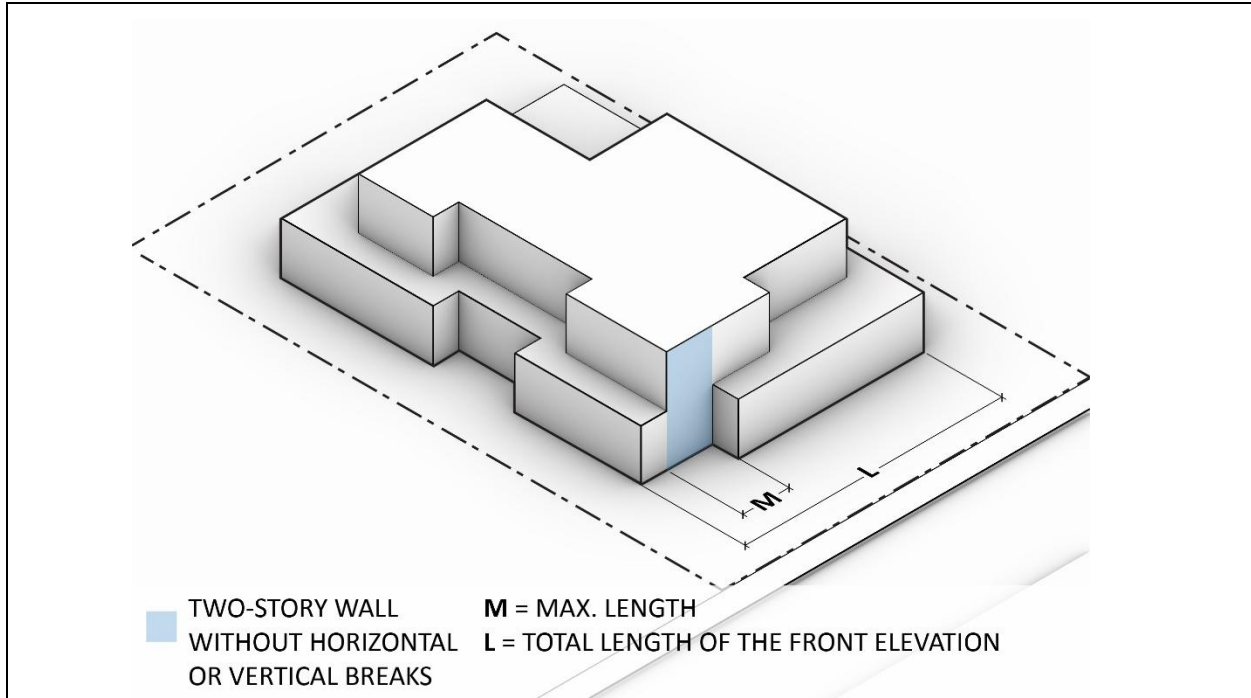 M
L
TWO-STORY WALL
WITHOUT HORIZONTAL
OR VERTICAL BREAKS
M = MAX. LENGTH
L = TOTAL LENGTH OF THE FRONT ELEVATION